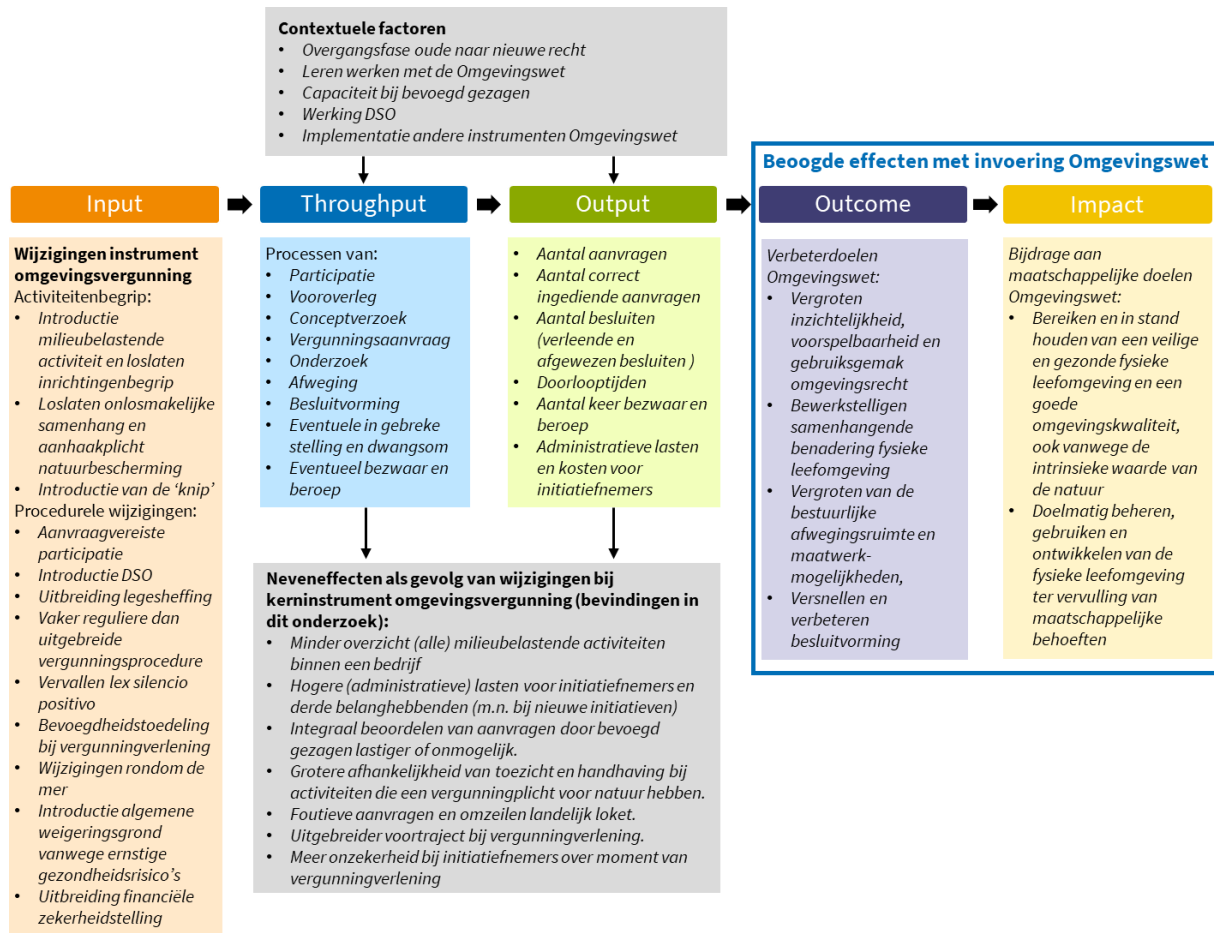 Contextuele factoren
• Overgangsfase oude naar nieuwe recht
• Leren werken met de Omgevingswet
• Capaciteit bij bevoegd gezagen
• Werking DSO
• Implementatie andere instrumenten Omgevingswet
Beoogde effecten met invoering Omgevingswet
Input
Throughput
Output
Outcome
Impact
Wijzigingen instrument
omgevingsvergunning
Activiteitenbegrip:
• Introductie
milieubelastende
activiteit en loslaten
inrichtingenbegrip
• Loslaten onlosmakelijke
samenhang en
aanhaakplicht
natuurbescherming
• Introductie van de ‘knip’
Procedurele wijzigingen:
• Aanvraagvereiste
participatie
• Introductie DSO
• Uitbreiding legesheffing
• Vaker reguliere dan
uitgebreide
vergunningsprocedure
• Vervallen lex silencio
positivo
• Bevoegdheidstoedeling
bij vergunningverlening
• Wijzigingen rondom de
mer
• Introductie algemene
weigeringsgrond
vanwege ernstige
gezondheidsrisico’s
• Uitbreiding financiële
zekerheidstelling
Processen van:
• Participatie
• Vooroverleg
• Conceptverzoek
• Vergunningsaanvraag
• Onderzoek
• Afweging
• Besluitvorming
• Eventuele in gebreke
stelling en dwangsom
• Eventueel bezwaar en
beroep
• Aantal aanvragen
• Aantal correct
ingediende aanvragen
• Aantal besluiten
(verleende en
afgewezen besluiten )
• Doorlooptijden
• Aantal keer bezwaar en
beroep
• Administratieve lasten
en kosten voor
initiatiefnemers
Verbeterdoelen
Omgevingswet:
• Vergroten
inzichtelijkheid,
voorspelbaarheid en
gebruiksgemak
omgevingsrecht
• Bewerkstelligen
samenhangende
benadering fysieke
leefomgeving
• Vergroten van de
bestuurlijke
afwegingsruimte en
maatwerk-
mogelijkheden,
• Versnellen en
verbeteren
besluitvorming
Bijdrage aan
maatschappelijke doelen
Omgevingswet:
• Bereiken en in stand
houden van een veilige
en gezonde fysieke
leefomgeving en een
goede
omgevingskwaliteit,
ook vanwege de
intrinsieke waarde van
de natuur
• Doelmatig beheren,
gebruiken en
ontwikkelen van de
fysieke leefomgeving
ter vervulling van
maatschappelijke
behoeften
Neveneffecten als gevolg van wijzigingen bij
kerninstrument omgevingsvergunning (bevindingen in
dit onderzoek):
• Minder overzicht (alle) milieubelastende activiteiten
binnen een bedrijf
• Hogere (administratieve) lasten voor initiatiefnemers en
derde belanghebbenden (m.n. bij nieuwe initiatieven)
• Integraal beoordelen van aanvragen door bevoegd
gezagen lastiger of onmogelijk.
• Grotere afhankelijkheid van toezicht en handhaving bij
activiteiten die een vergunningplicht voor natuur hebben.
• Foutieve aanvragen en omzeilen landelijk loket.
• Uitgebreider voortraject bij vergunningverlening.
• Meer onzekerheid bij initiatiefnemers over moment van
vergunningverlening